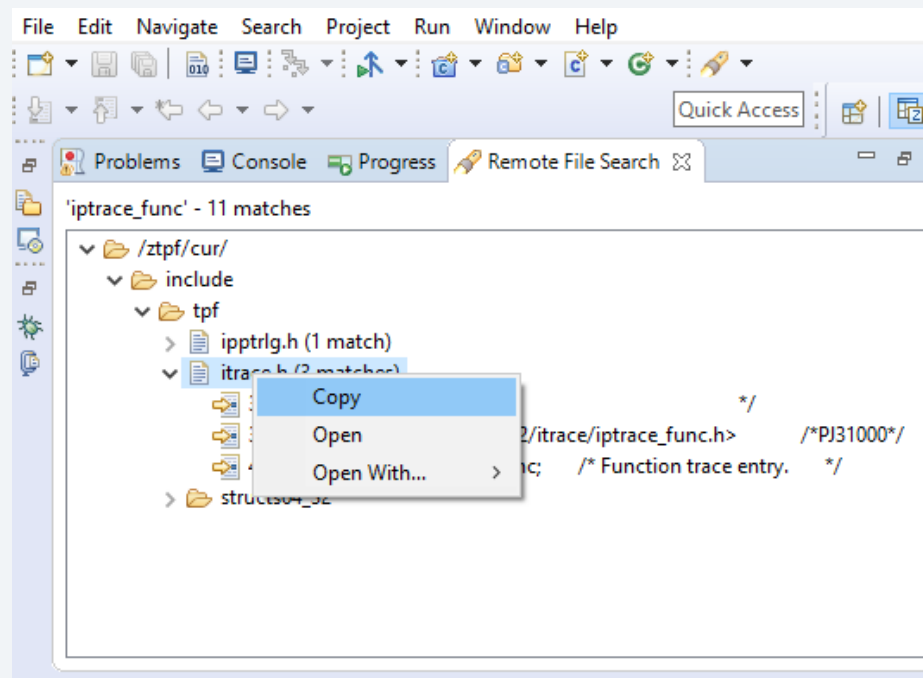 File Edit Navigate Search Project Run Window Help
010
Quick Access
Problems Console Progress Remote File Search
'iptrace_func' - 11 matches
/ztpf/cur/
include
tpf
ipptrlg.h (1 match)
itrace.h (3 matches)
Copy
*/
Open
2/itrace/iptrace_func.h> /*PJ31000*/
Open With...
nc; /* Function trace entry. */
structs64_32